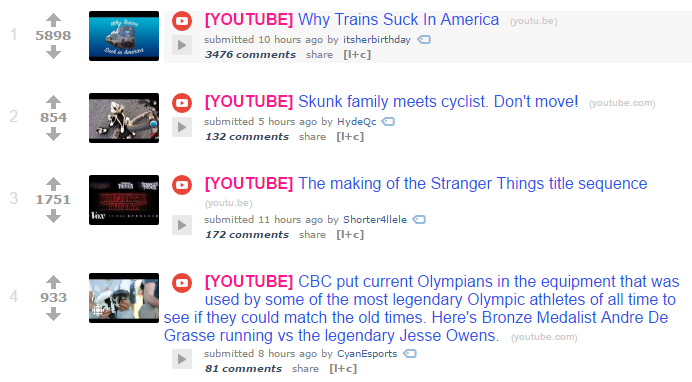 1
5898
Why Trains
Suck in America
[YOUTUBE] Why Trains Suck In America (youtu.be)
submitted 10 hours ago by itsherbirthday
3476 comments share [l+c]
2
854
[YOUTUBE] Skunk family meets cyclist. Don't move! (youtube.com)
submitted 5 hours ago by HydeQc
132 comments share [l+c]
3
1751
Vox
[YOUTUBE] The making of the Stranger Things title sequence
(youtu.be)
submitted 11 hours ago by Shorter4llele
172 comments share [l+c]
4
933
[YOUTUBE] CBC put current Olympians in the equipment that was
used by some of the most legendary Olympic athletes of all time to
see if they could match the old times. Here's Bronze Medalist Andre De
Grasse running vs the legendary Jesse Owens. (youtube.com)
submitted 8 hours ago by CyanEsports
81 comments share [l+c]